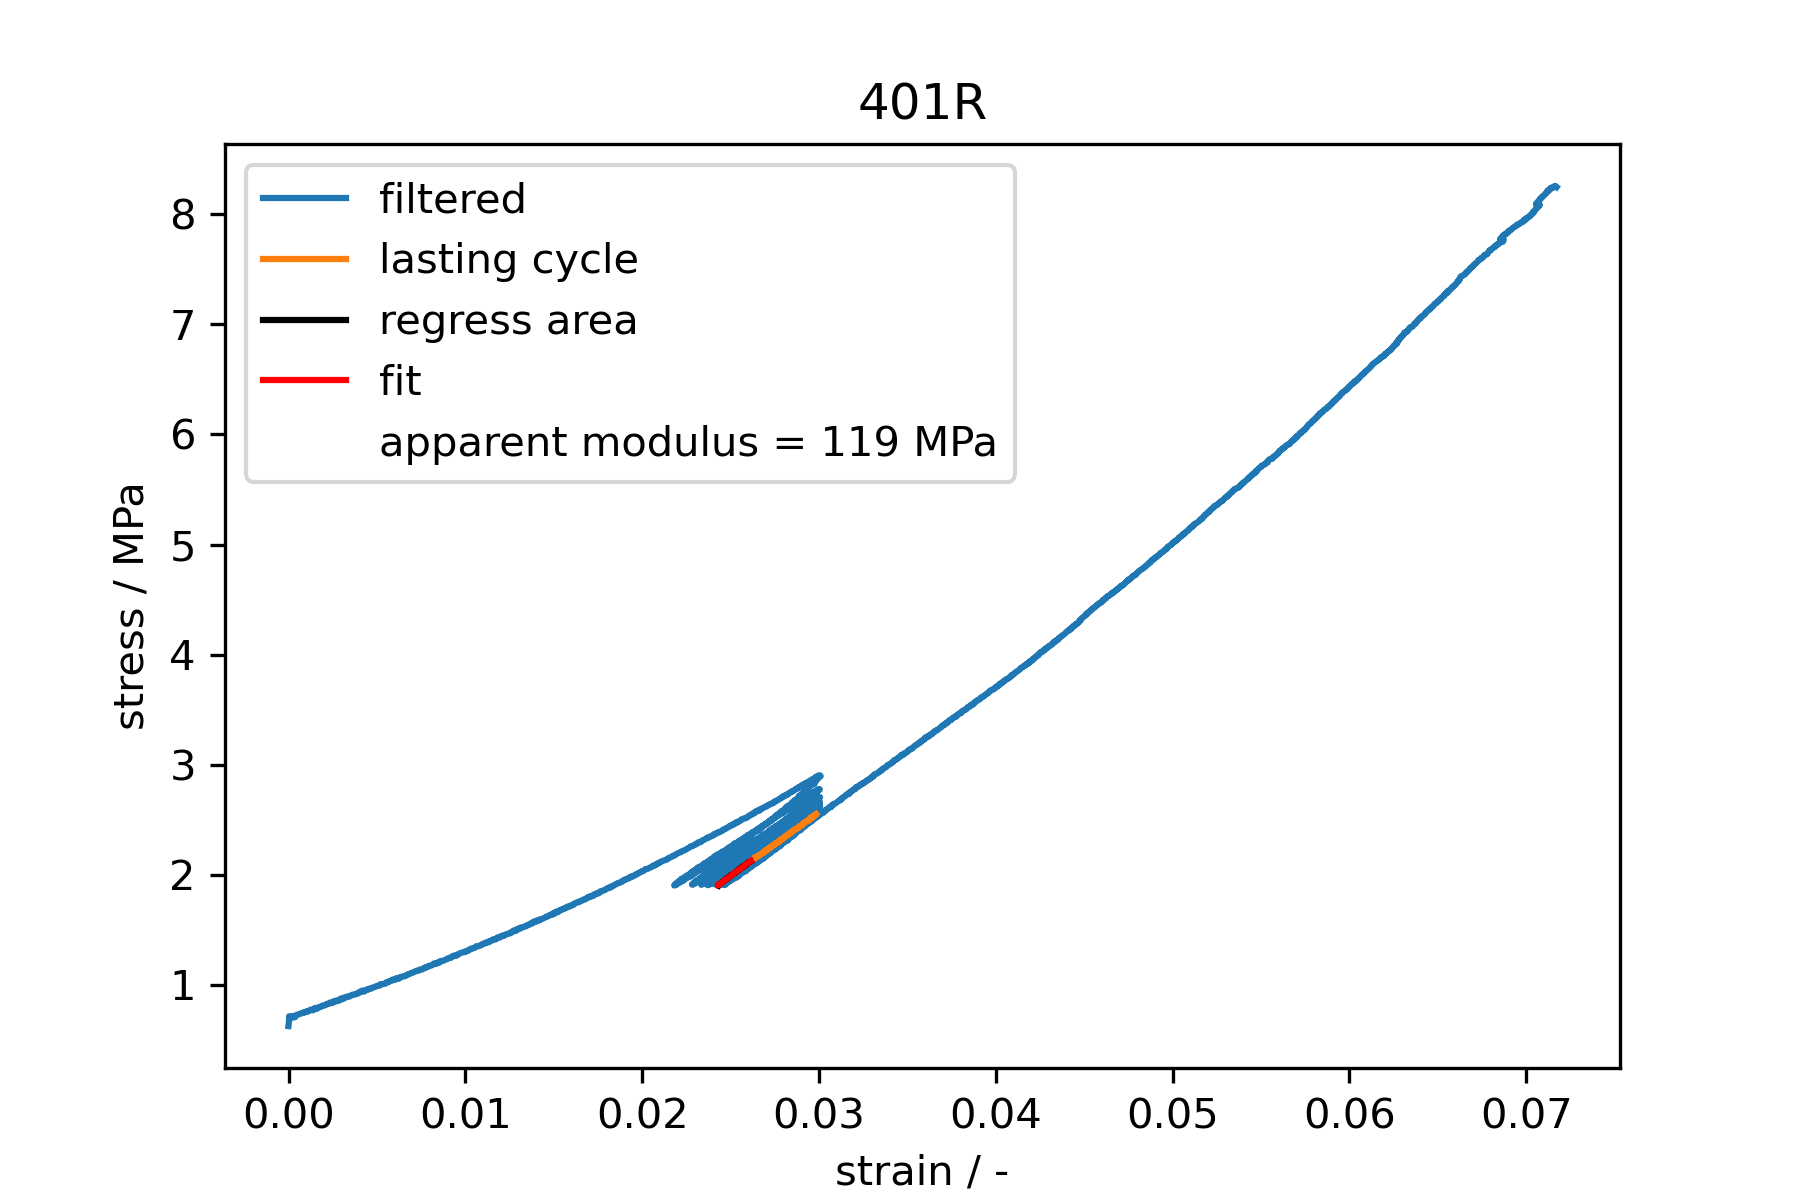 401R
filtered
lasting cycle
regress area
fit
apparent modulus = 119 MPa
8
7
6
5
4
3
2
1
stress / MPa
0.00 0.01 0.02 0.03 0.04 0.05 0.06 0.07
strain / -